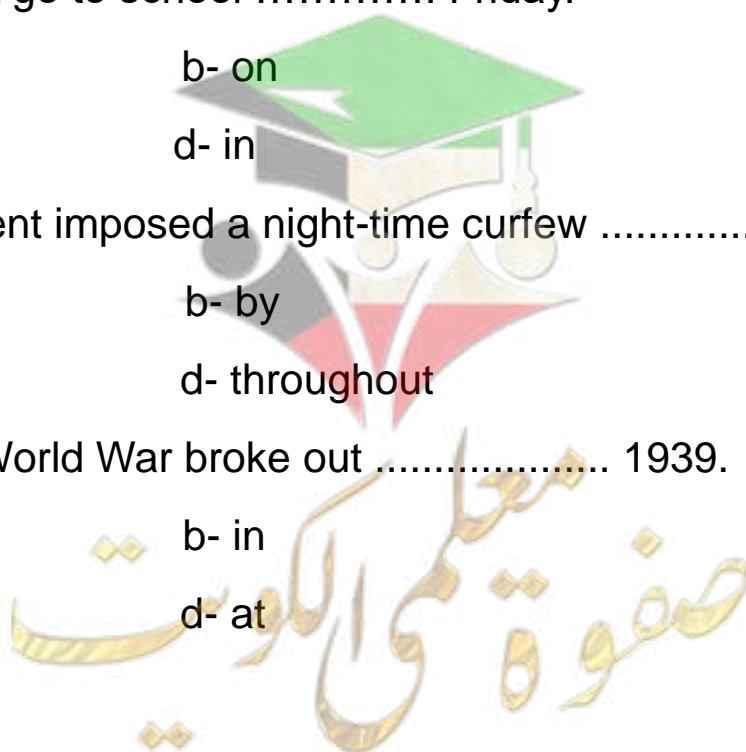 go to school ............... Friday.
b- on
d- in
ent imposed a night-time curfew .............
b- by
d- throughout
World War broke out .................... 1939.
b- in
d- at
صفوة معلمى الكويت